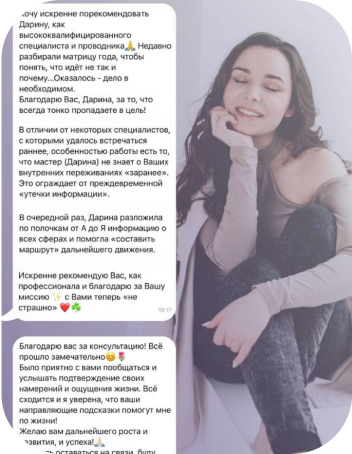 хочу искренне порекомендовать
Дарину, как
высококвалифицированного
специалиста и проводника🙏 Недавно
разбирали матрицу года, чтобы
понять, что идёт не так и
почему...Оказалось - дело в
необходимом.
Благодарю Вас, Дарина, за то, что
всегда тонко пропадаете в цель!
В отличии от некоторых специалистов,
с которыми удалось встречаться
раннее, особенностью работы есть то,
что мастер (Дарина) не знает о Ваших
внутренних переживаниях «заранее».
Это ограждает от преждевременной
«утечки информации».
В очередной раз, Дарина разложила
по полочкам от А до Я информацию о
всех сферах и помогла «составить
маршрут» дальнейшего движения.
Искренне рекомендую Вас, как
профессионала и благодарю за Вашу
миссию ✨ с Вами теперь «не
страшно» ❤️☘️
19:17
Благодарю вас за консультацию! Всё
прошло замечательно😊🌷
Было приятно с вами пообщаться и
услышать подтверждение своих
намерений и ощущения жизни. Всё
сходится и я уверена, что ваши
направляющие подсказки помогут мне
по жизни!
Желаю вам дальнейшего роста и
развития, и успеха!🙏🏻
оставаться на связи, буду